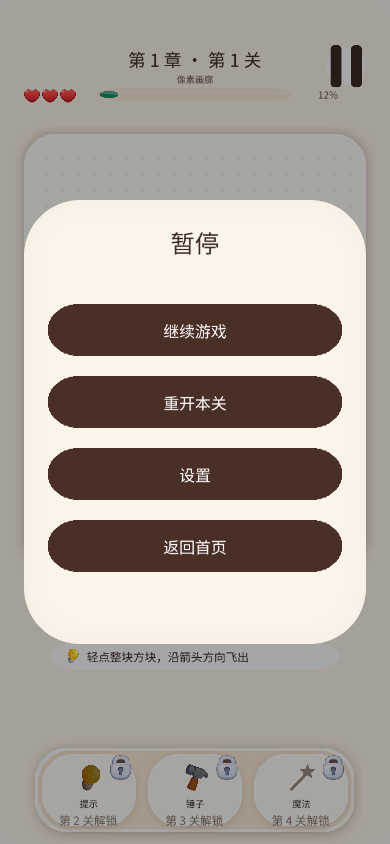 第1章·第1关
像素画廊
12%
暂停
继续游戏
重开本关
设置
返回首页
轻点整块方块，沿箭头方向飞出
提示
锤子
魔法
第2关解锁
第3关解锁
第4关解锁